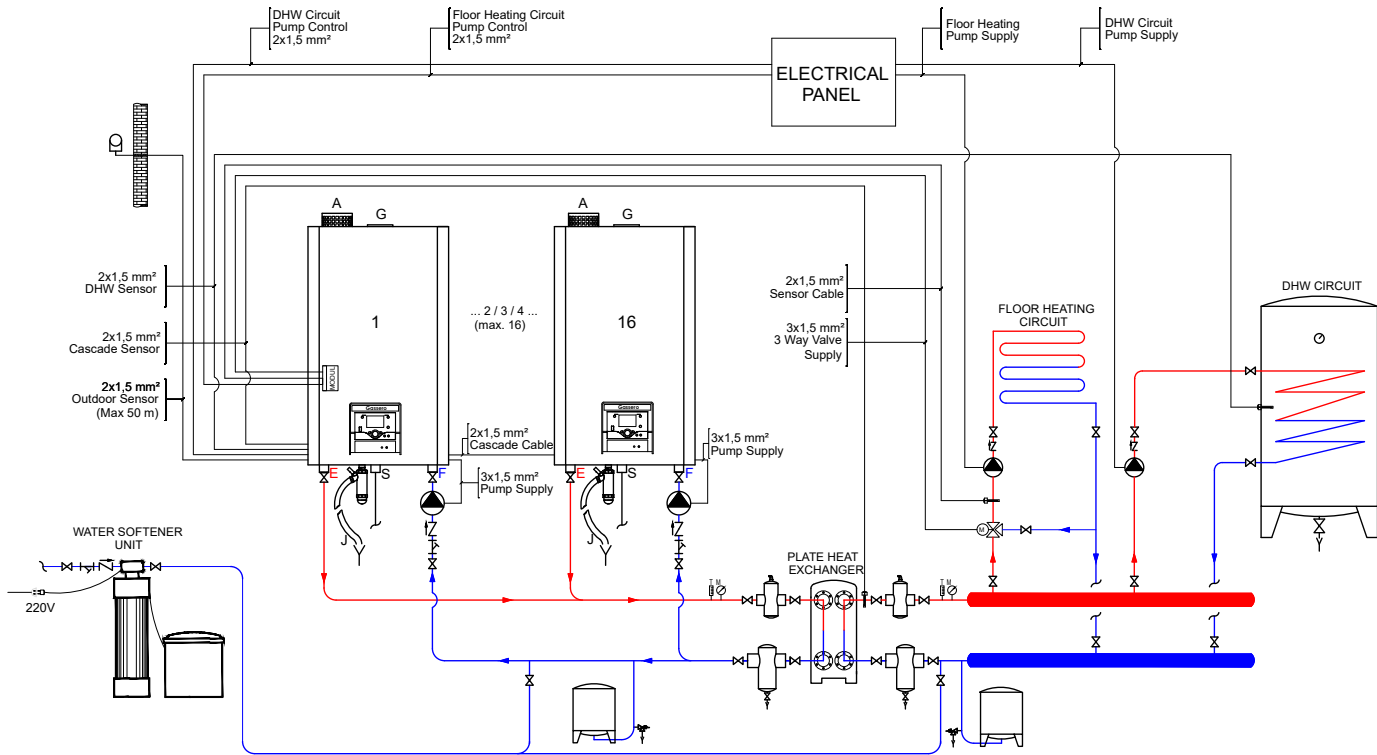 DHW Circuit
Pump Control
2x1,5 mm²
Floor Heating Circuit
Pump Control
2x1,5 mm²
ELECTRICAL
PANEL
Floor Heating
Pump Supply
DHW Circuit
Pump Supply
A
G
A
G
2x1,5 mm²
DHW Sensor
2x1,5 mm²
Cascade Sensor
2x1,5 mm²
Outdoor Sensor
(Max 50 m)
1
... 2 / 3 / 4 ...
(max. 16)
16
MODUL
Gassero
Gassero
2x1,5 mm²
Sensor Cable
3x1,5 mm²
3 Way Valve
Supply
FLOOR HEATING
CIRCUIT
DHW CIRCUIT
E
S
F
2x1,5 mm²
Cascade Cable
3x1,5 mm²
Pump Supply
E
S
F
3x1,5 mm²
Pump Supply
J
J
M
WATER SOFTENER
UNIT
220V
PLATE HEAT
EXCHANGER
T M
T M